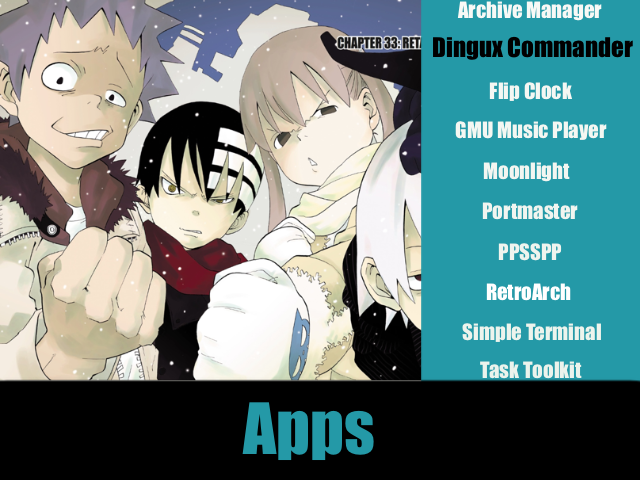 CHAPTER 33: RETA
Archive Manager
Dingux Commander
Flip Clock
GMU Music Player
Moonlight
Portmaster
PPSSPP
RetroArch
Simple Terminal
Task Toolkit
Apps